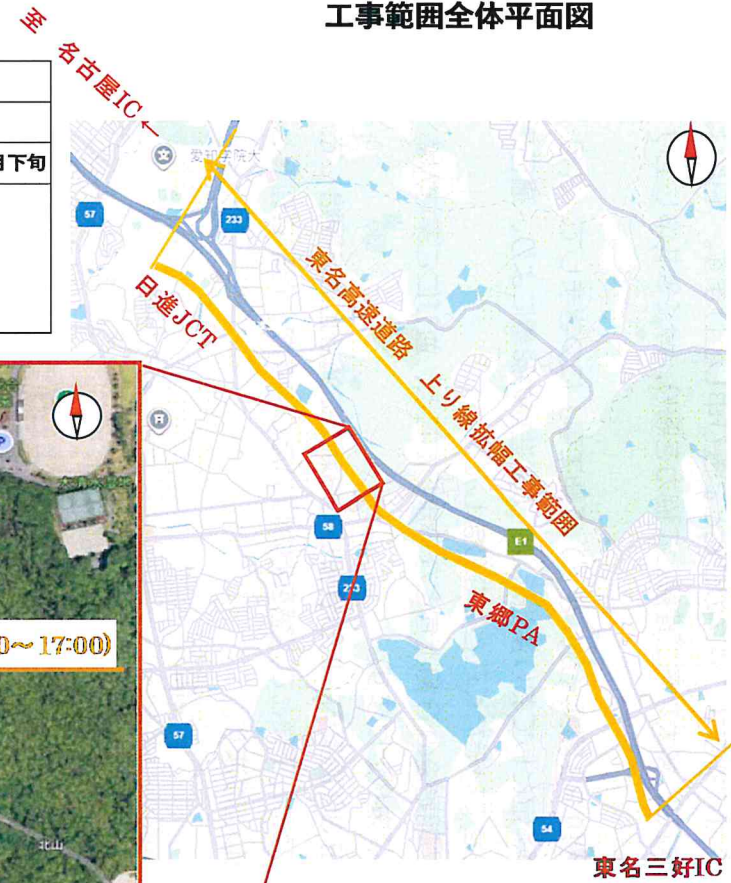 工事範囲全体平面図
至 名古屋IC←
月下旬
愛知学院大
57
233
日進JCT
東名高速道路 上り線拡幅工事範囲
58
E1
233
東郷PA
0～17:00)
57
北山
54
東名三好IC